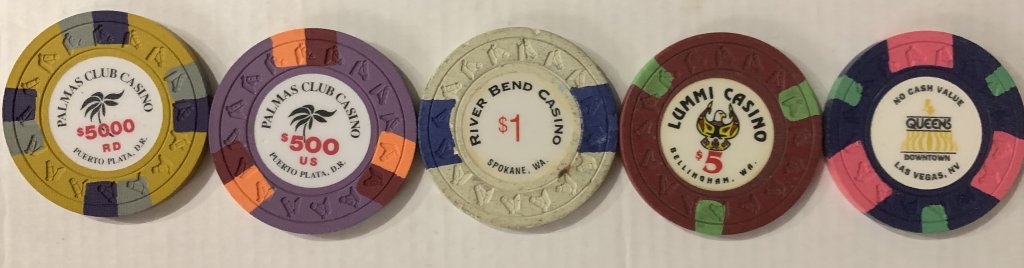 PALMAS CLUB CASINO
$5000
RD
PUERTO PLATA, D.R.
PALMAS CLUB CASINO
$500
US
PUERTO PLATA, D.R.
RIVER BEND CASINO
$1
SPOKANE, WA.
LUMMI CASINO
$5
BELLINGHAM, WA.
NO CASH VALUE
4
QUEENS
DOWNTOWN
LAS VEGAS, NV